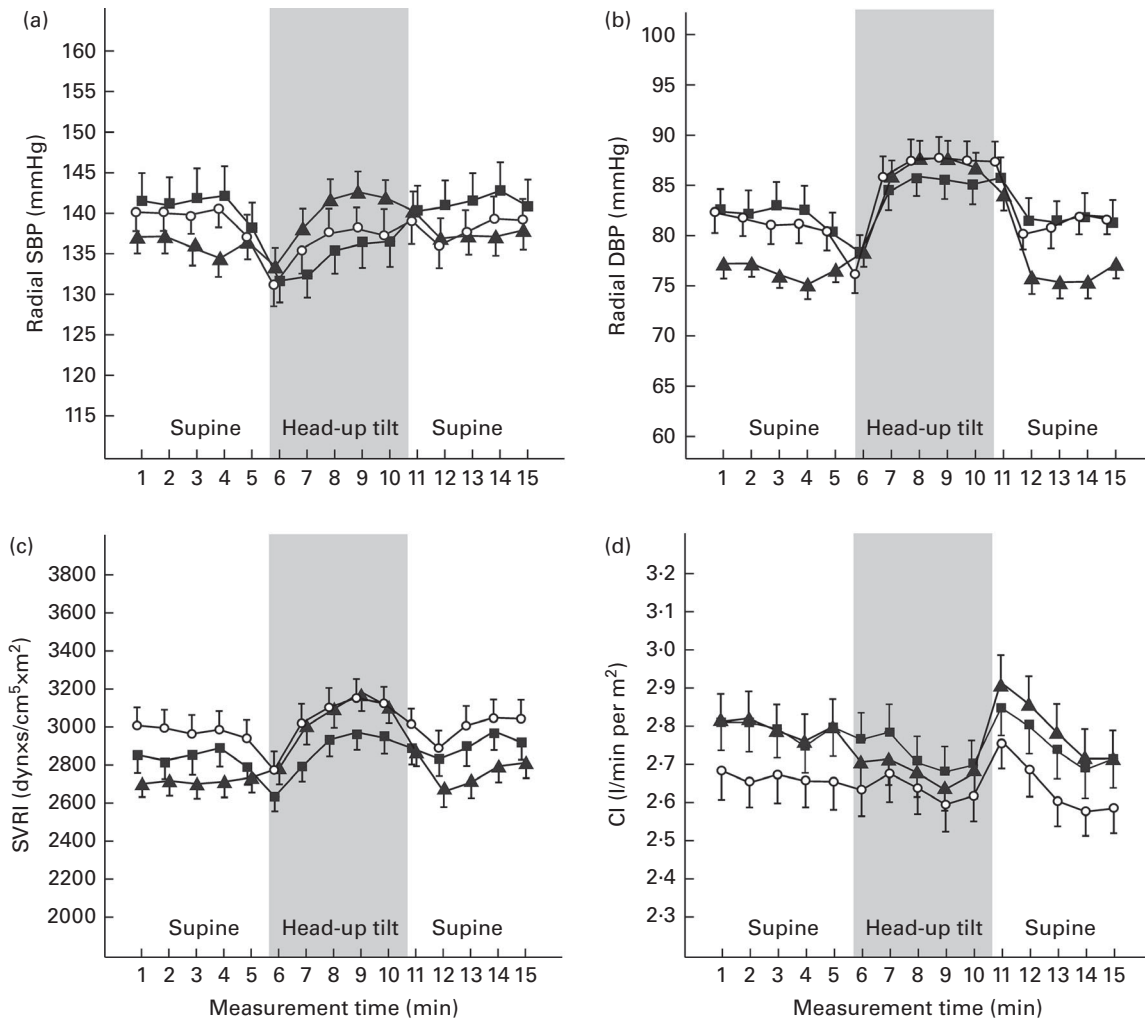 (a)
Radial SBP (mmHg)
160
155
150
145
140
135
130
125
120
115
Supine Head-up tilt Supine
1 2 3 4 5 6 7 8 9 10 11 12 13 14 15
(b)
Radial DBP (mmHg)
100
95
90
85
80
75
70
65
60
Supine Head-up tilt Supine
1 2 3 4 5 6 7 8 9 10 11 12 13 14 15
(c)
SVRI (dyn×s/cm⁵×m²)
3800
3600
3400
3200
3000
2800
2600
2400
2200
2000
Supine Head-up tilt Supine
1 2 3 4 5 6 7 8 9 10 11 12 13 14 15
Measurement time (min)
(d)
CI (l/min per m²)
3·2
3·1
3·0
2·9
2·8
2·7
2·6
2·5
2·4
2·3
Supine Head-up tilt Supine
1 2 3 4 5 6 7 8 9 10 11 12 13 14 15
Measurement time (min)